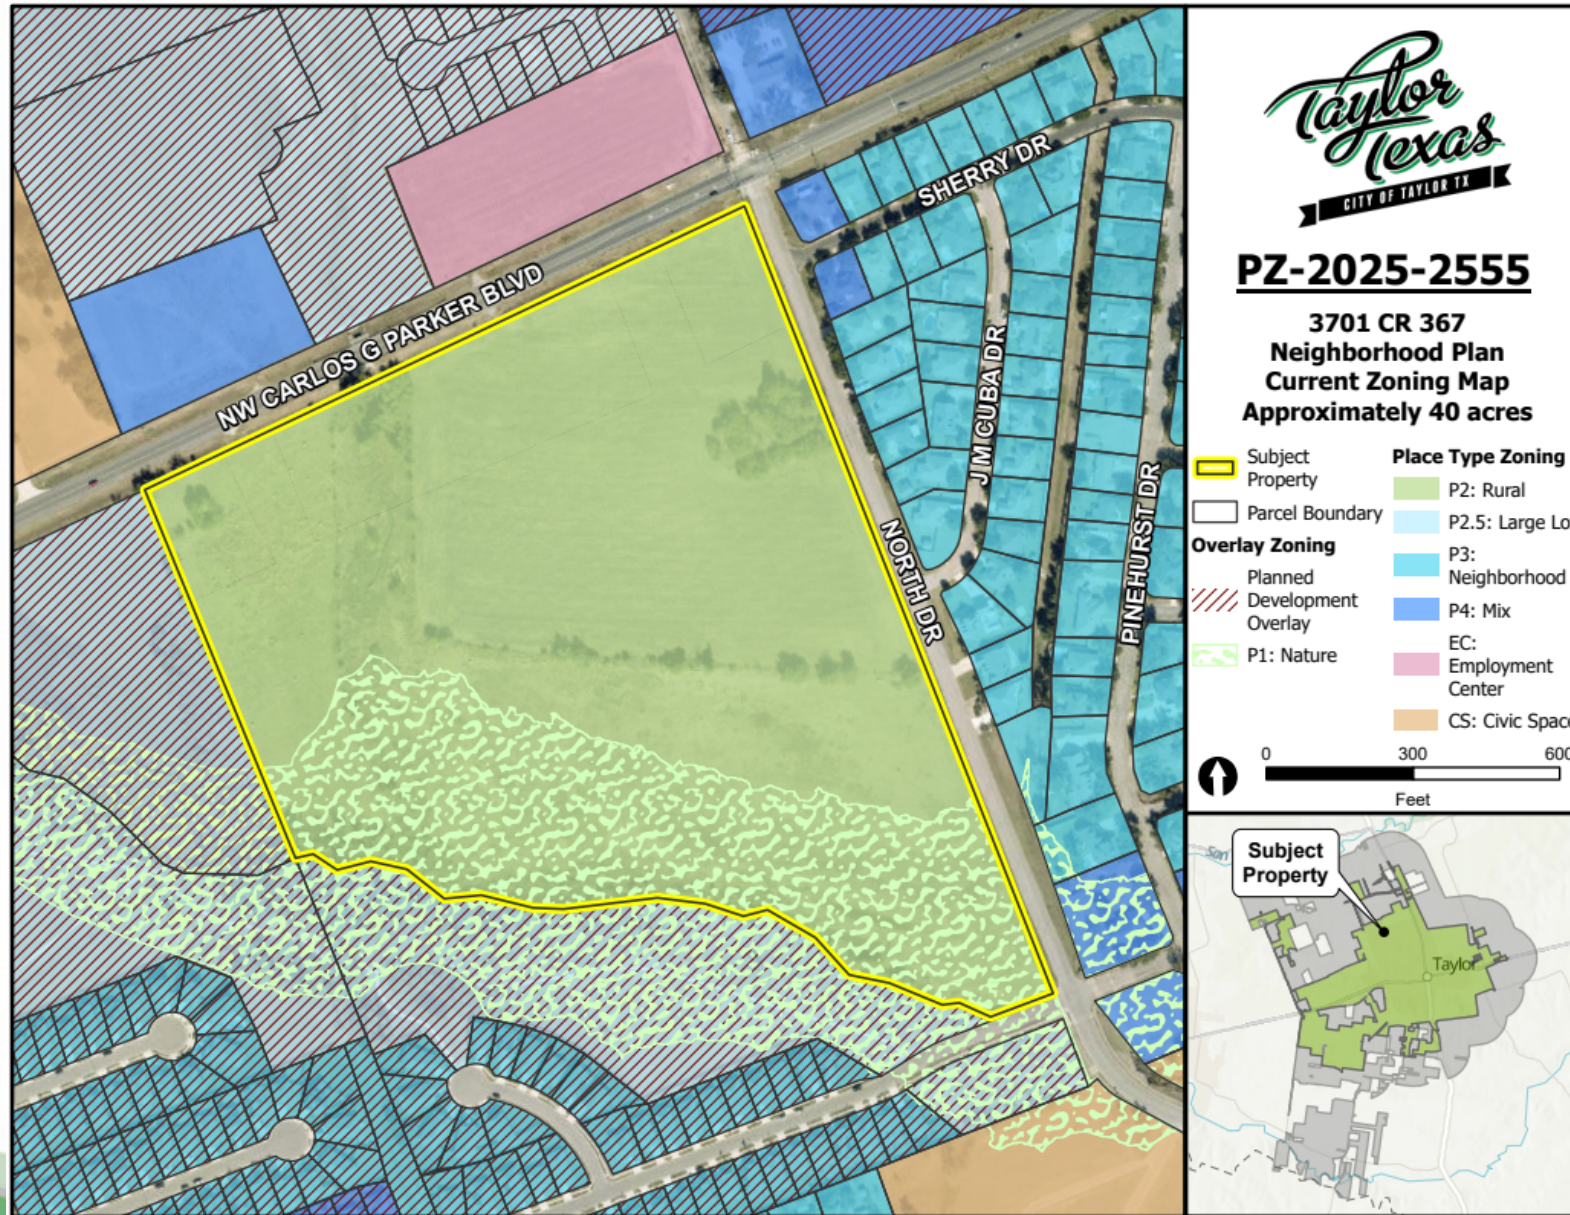 Taylor
Texas
CITY OF TAYLOR TX
PZ-2025-2555
3701 CR 367
Neighborhood Plan
Current Zoning Map
Approximately 40 acres
Subject
Property
Parcel Boundary
Overlay Zoning
Planned
Development
Overlay
P1: Nature
Place Type Zoning
P2: Rural
P2.5: Large Lo
P3:
Neighborhood
P4: Mix
EC:
Employment
Center
CS: Civic Space
0 300 600
Feet
Subject
Property
San
Taylor
NW CARLOS G PARKER BLVD
SHERRY DR
J M CUBA DR
NORTH DR
PINEHURST DR